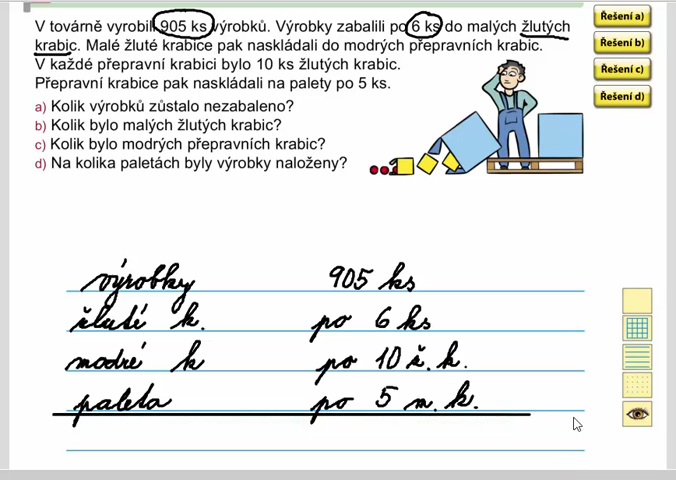 V továrně vyrobili 905 ks výrobků. Výrobky zabalili po 6 ks do malých žlutých
krabic. Malé žluté krabice pak naskládali do modrých přepravních krabic.
V každé přepravní krabici bylo 10 ks žlutých krabic.
Přepravní krabice pak naskládali na palety po 5 ks.
a) Kolik výrobků zůstalo nezabaleno?
b) Kolik bylo malých žlutých krabic?
c) Kolik bylo modrých přepravních krabic?
d) Na kolika paletách byly výrobky naloženy?
Řešení a)
Řešení b)
Řešení c)
Řešení d)
výrobky 905 ks
žluté k. po 6 ks
modré k po 10 ž. k.
paleta po 5 m. k.